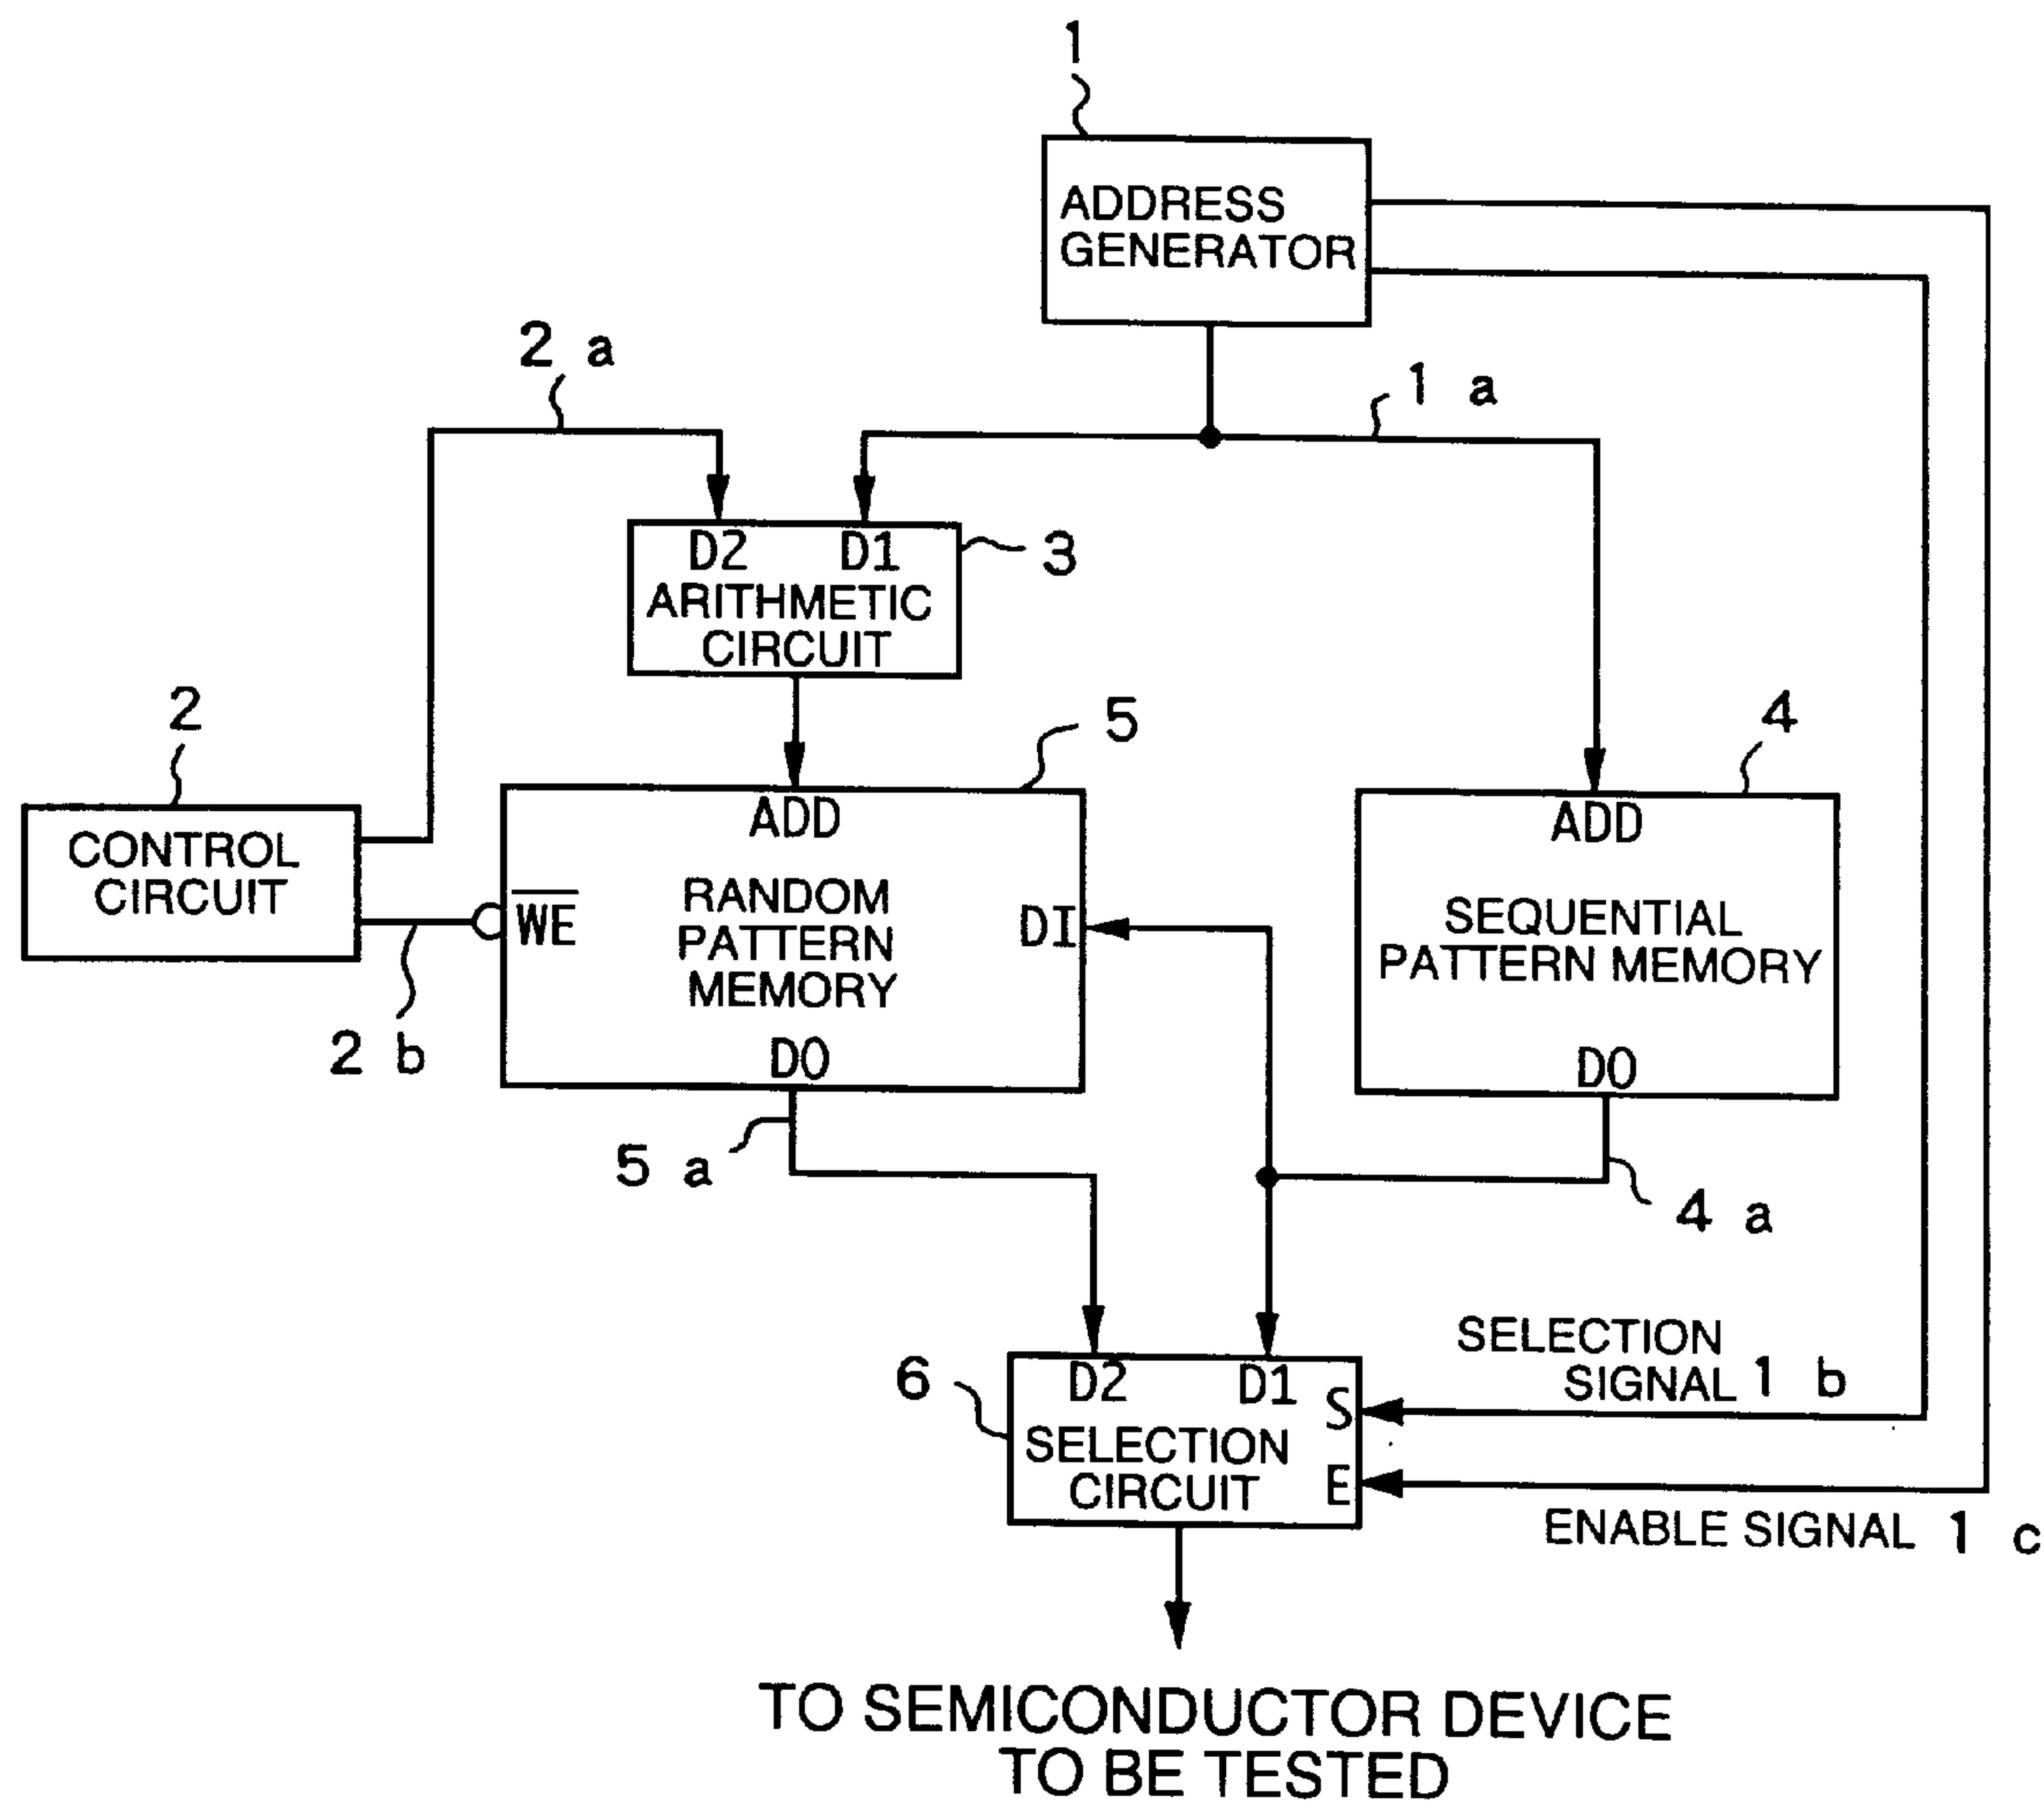 1
ADDRESS
GENERATOR
2 a
1 a
D2 D1
ARITHMETIC
CIRCUIT
3
2
CONTROL
CIRCUIT
2 b
5
ADD
WE
RANDOM
PATTERN
MEMORY
DI
DO
5 a
4
ADD
SEQUENTIAL
PATTERN MEMORY
DO
4 a
6
D2 D1
S
SELECTION
CIRCUIT
E
SELECTION
SIGNAL 1 b
ENABLE SIGNAL 1 c
TO SEMICONDUCTOR DEVICE
TO BE TESTED